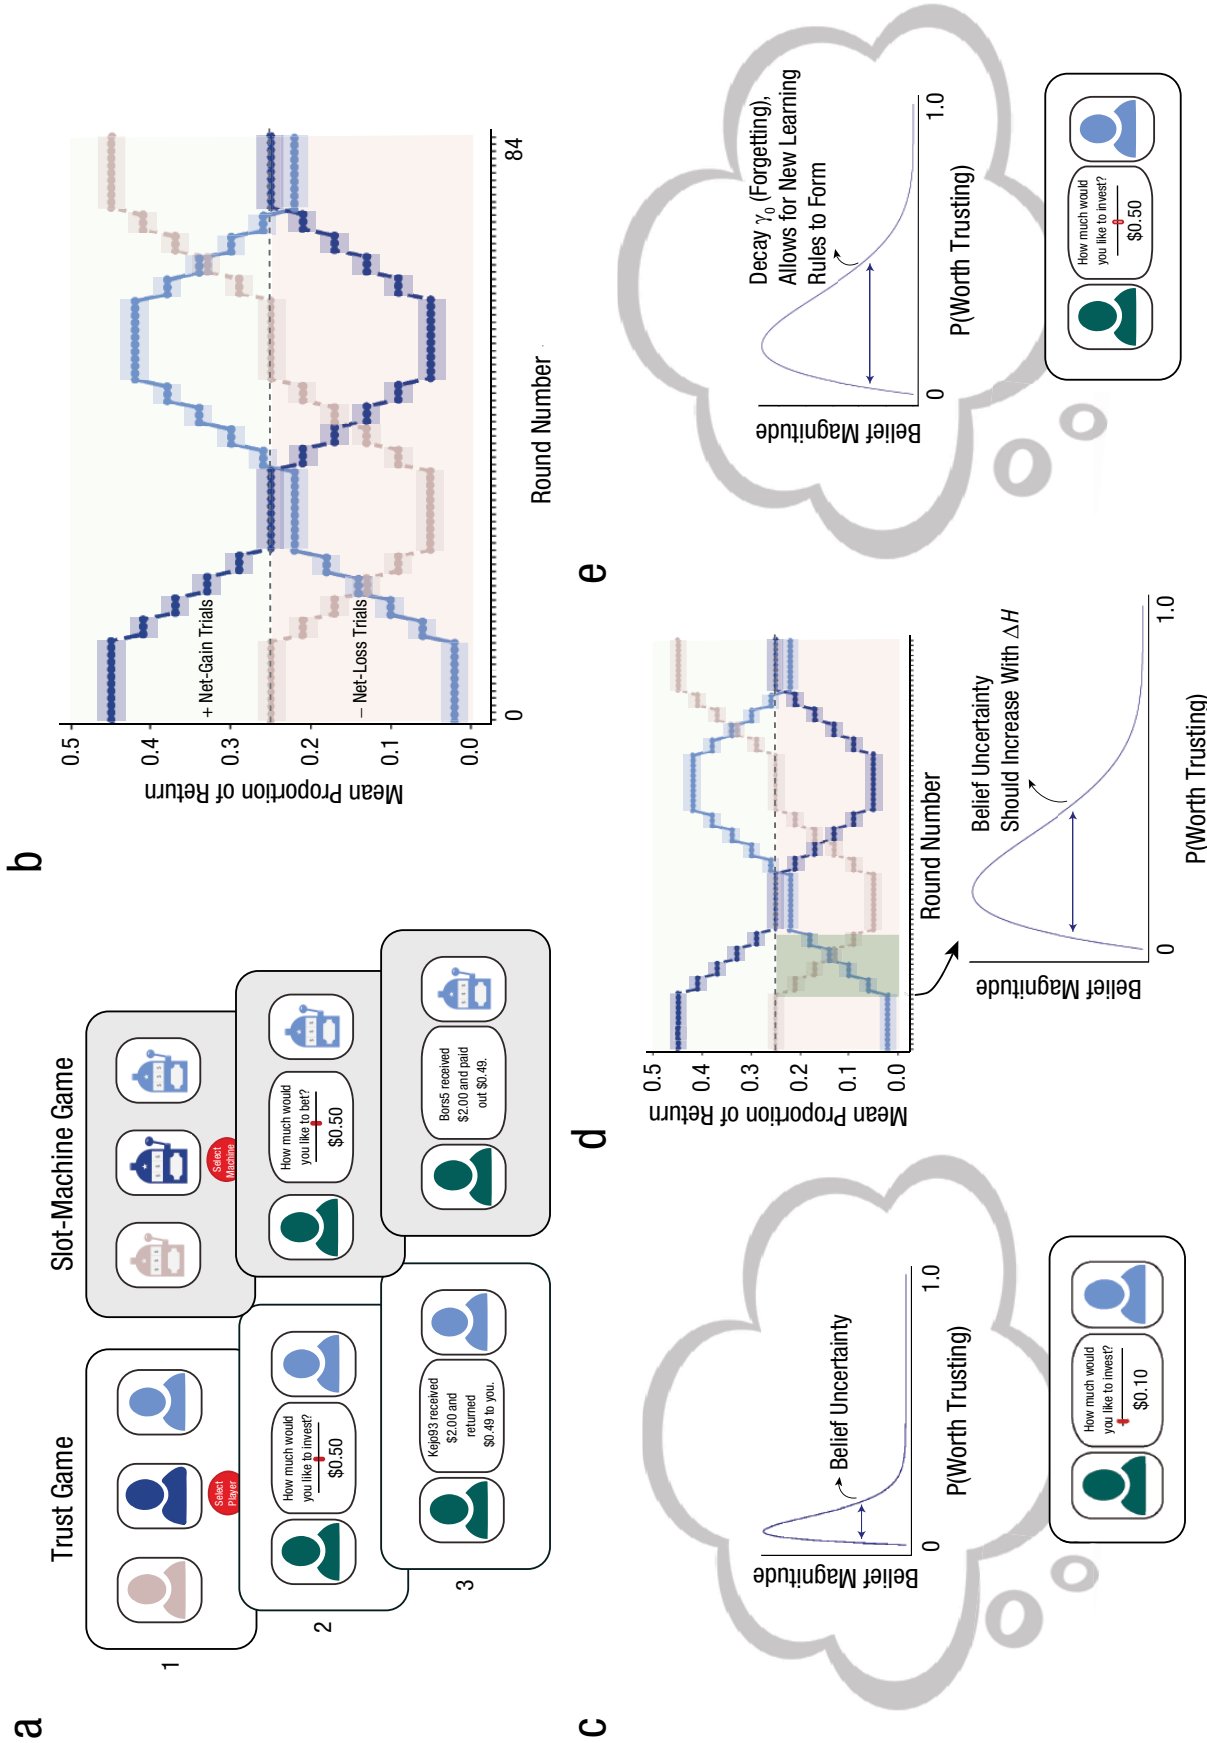 a
Trust Game
Slot-Machine Game
1
Select
Player
Select
Machine
2
How much would
you like to invest?
$0.50
How much would
you like to bet?
$0.50
3
Kejo93 received
$2.00 and
returned
$0.49 to you.
Bors5 received
$2.00 and paid
out $0.49.
b
Mean Proportion of Return
0.5
0.4
0.3
0.2
0.1
0.0
+ Net-Gain Trials
– Net-Loss Trials
0
84
Round Number
c
Belief Magnitude
Belief Uncertainty
0
1.0
P(Worth Trusting)
How much would
you like to invest?
$0.10
d
Mean Proportion of Return
0.5
0.4
0.3
0.2
0.1
0.0
Round Number
Belief Magnitude
Belief Uncertainty
Should Increase With ΔH
0
1.0
P(Worth Trusting)
e
Belief Magnitude
Decay γ₀ (Forgetting),
Allows for New Learning
Rules to Form
0
1.0
P(Worth Trusting)
How much would
you like to invest?
$0.50